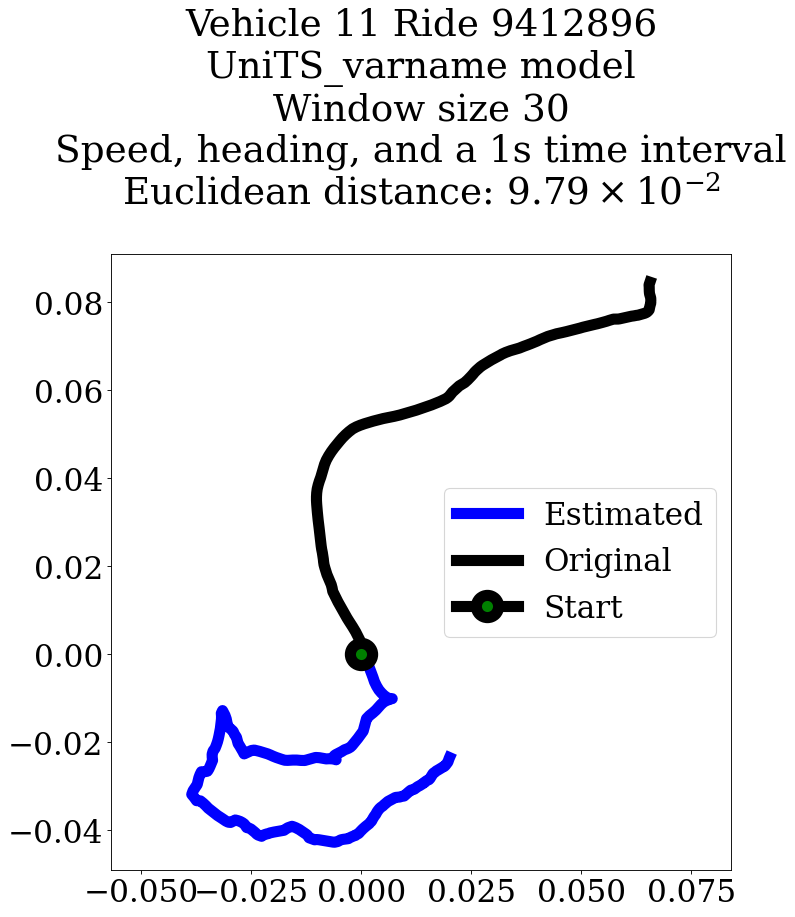 Vehicle 11 Ride 9412896
UniTS_varname model
Window size 30
Speed, heading, and a 1s time interval
Euclidean distance: 9.79 × 10⁻²
0.08
0.06
0.04
0.02
0.00
−0.02
−0.04
Estimated
Original
Start
−0.050 −0.025 0.000 0.025 0.050 0.075